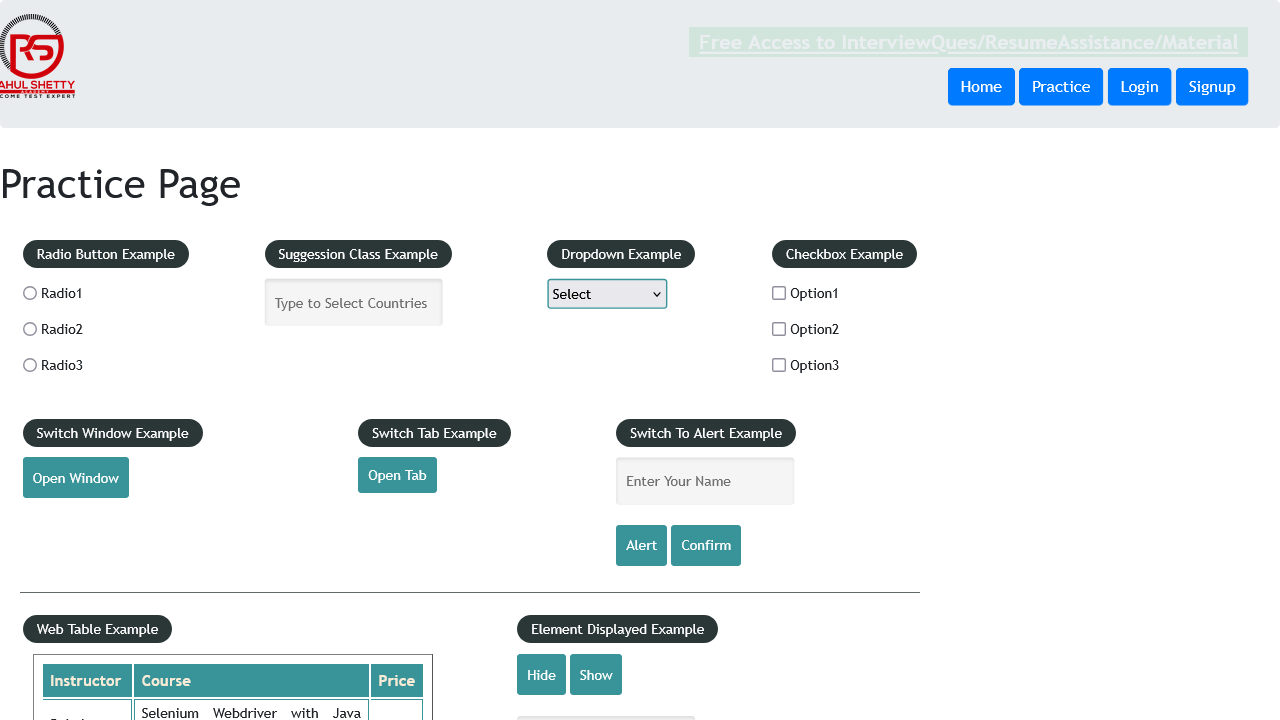 Free Access to InterviewQues/ResumeAssistance/Material
RS
AHUL SHETTY
ACADEMY
COME TEST EXPERT
Home Practice Login Signup
Practice Page
Radio Button Example Suggession Class Example Dropdown Example Checkbox Example
Radio1 Type to Select Countries Select Option1
Radio2 Option2
Radio3 Option3
Switch Window Example Switch Tab Example Switch To Alert Example
Open Window Open Tab Enter Your Name
Alert Confirm
Web Table Example Element Displayed Example
Instructor Course Price Hide Show
Selenium Webdriver with Java